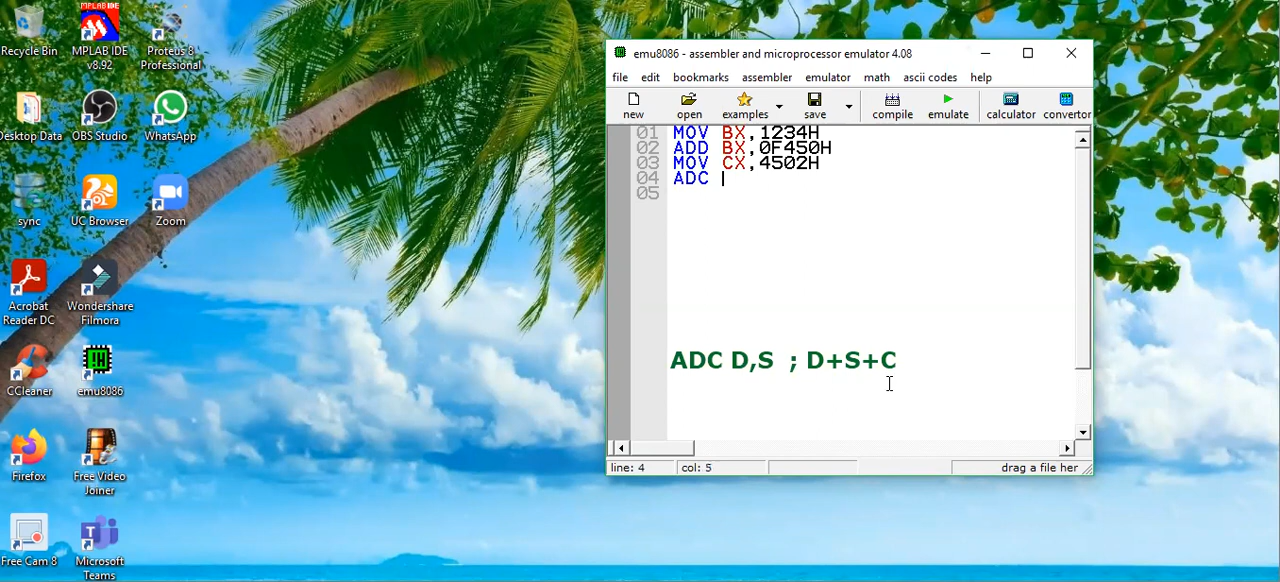 Recycle Bin
MPLAB IDE
MPLAB IDE
v8.92
Proteus 8
Professional
Desktop Data
OBS Studio
WhatsApp
sync
UC Browser
Zoom
Acrobat
Reader DC
Wondershare
Filmora
CCleaner
emu8086
Firefox
Free Video
Joiner
Free Cam 8
Microsoft
Teams
emu8086 - assembler and microprocessor emulator 4.08
file edit bookmarks assembler emulator math ascii codes help
new open examples save compile emulate calculator convertor
01 MOV BX,1234H
02 ADD BX,0F450H
03 MOV CX,4502H
04 ADC
05
ADC D,S ; D+S+C
line: 4 col: 5 drag a file her